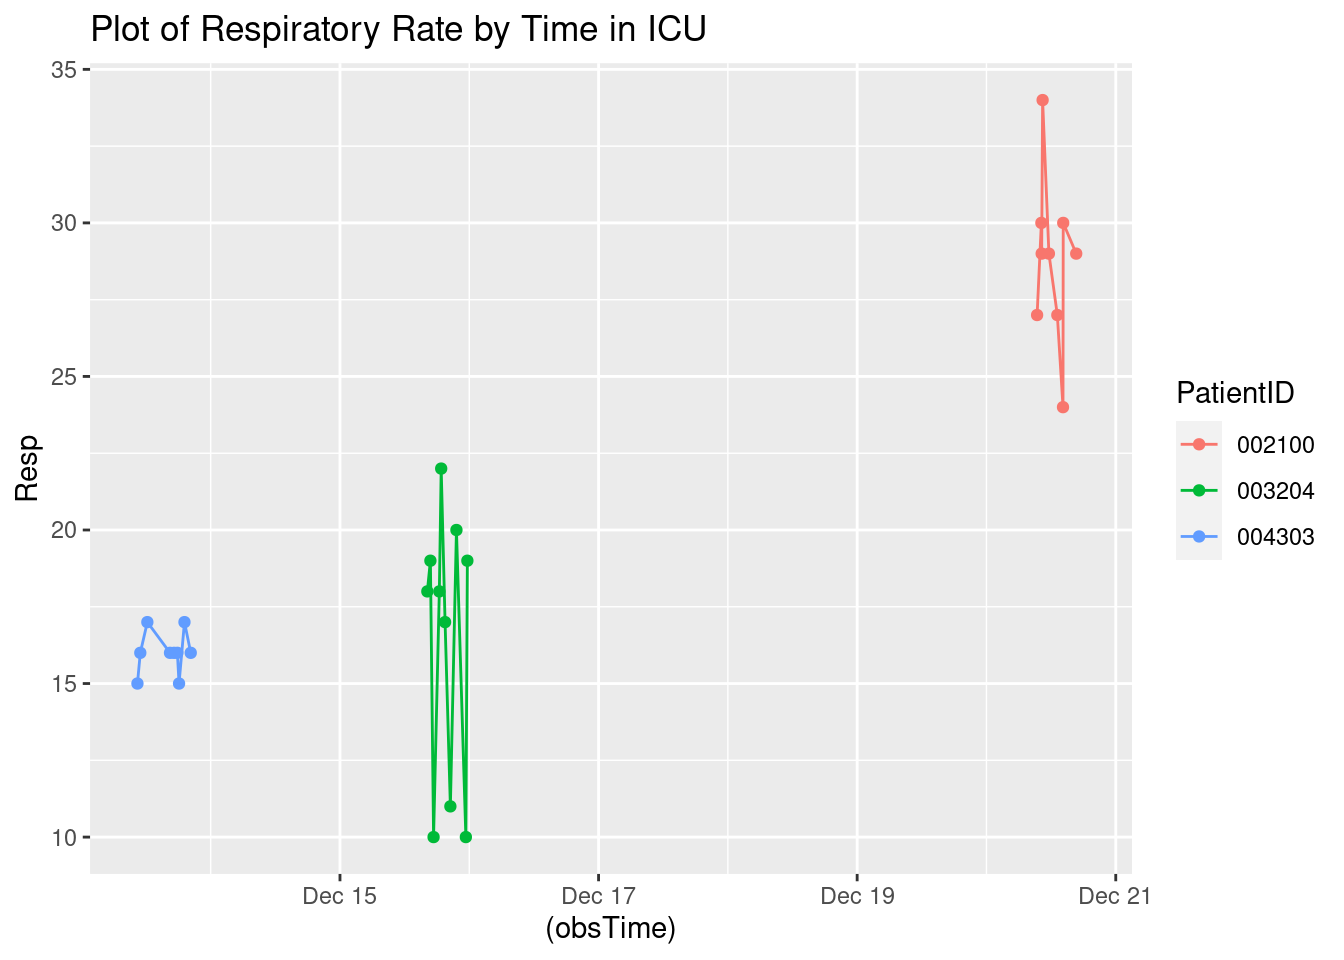 Plot of Respiratory Rate by Time in ICU
35
30
25
20
15
10
Resp
Dec 15
Dec 17
Dec 19
Dec 21
(obsTime)
PatientID
002100
003204
004303